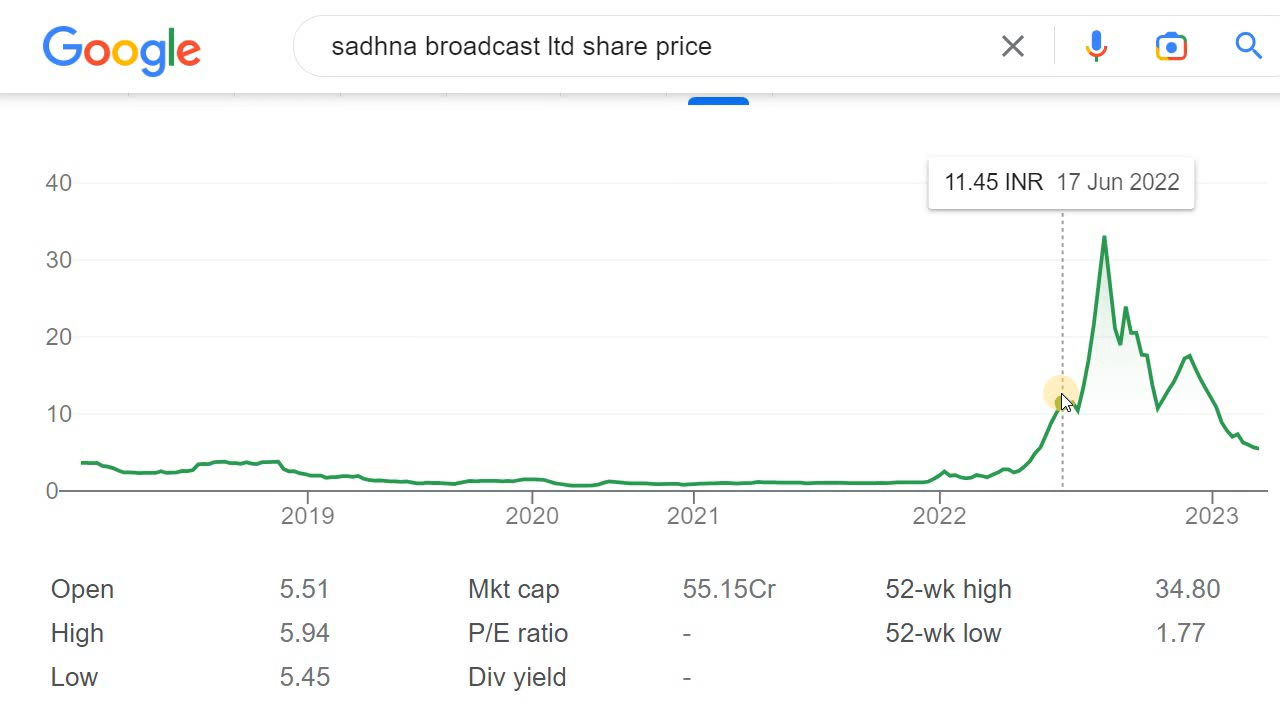 Google sadhna broadcast ltd share price
11.45 INR 17 Jun 2022
40
30
20
10
0
2019 2020 2021 2022 2023
Open 5.51 Mkt cap 55.15Cr 52-wk high 34.80
High 5.94 P/E ratio - 52-wk low 1.77
Low 5.45 Div yield -